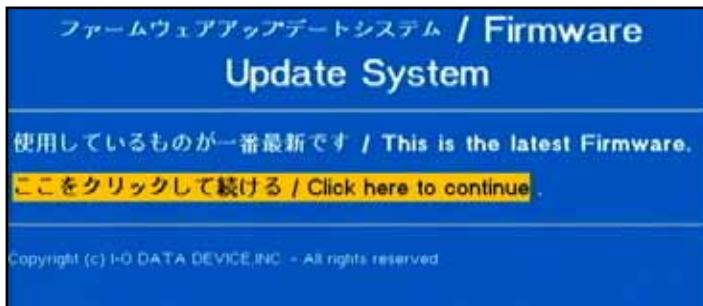 ファームウェアアップデートシステム / Firmware
Update System
使用しているものが一番最新です / This is the latest Firmware.
ここをクリックして続ける / Click here to continue .
Copyright (c) I-O DATA DEVICE,INC. - All rights reserved